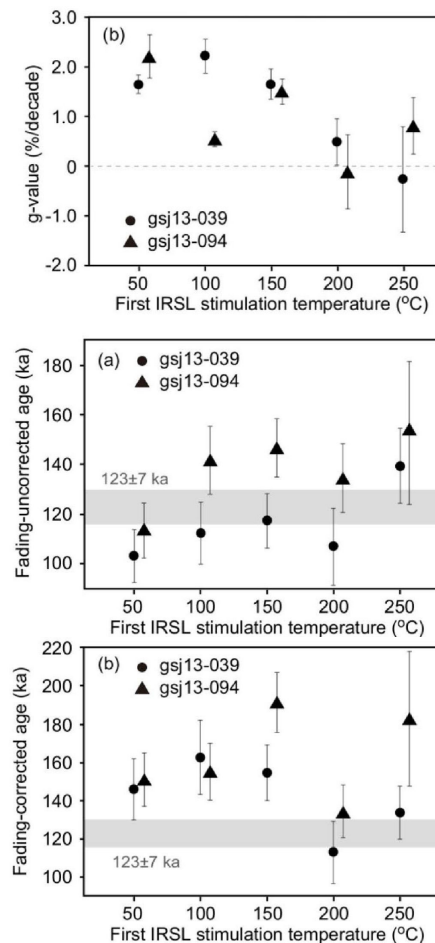 3.0
(b)
2.0
1.0
0
-1.0
gsj13-039
gsj13-094
-2.0
50 100 150 200 250
First IRSL stimulation temperature (oC)
g-value (%/decade)
(a)
180
gsj13-039
gsj13-094
160
140
123±7 ka
120
100
50 100 150 200 250
First IRSL stimulation temperature (oC)
Fading-uncorrected age (ka)
220
(b)
gsj13-039
200
gsj13-094
180
160
140
120
123±7 ka
100
50 100 150 200 250
First IRSL stimulation temperature (oC)
Fading-corrected age (ka)